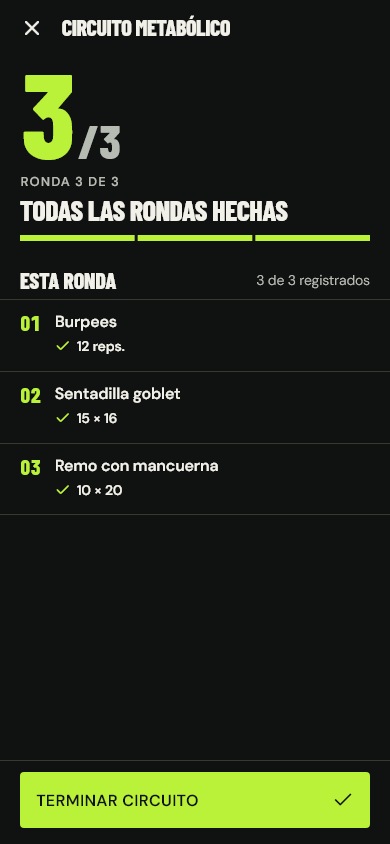 CIRCUITO METABÓLICO
3/3
RONDA 3 DE 3
TODAS LAS RONDAS HECHAS
ESTA RONDA 3 de 3 registrados
01 Burpees
12 reps.
02 Sentadilla goblet
15 × 16
03 Remo con mancuerna
10 × 20
TERMINAR CIRCUITO